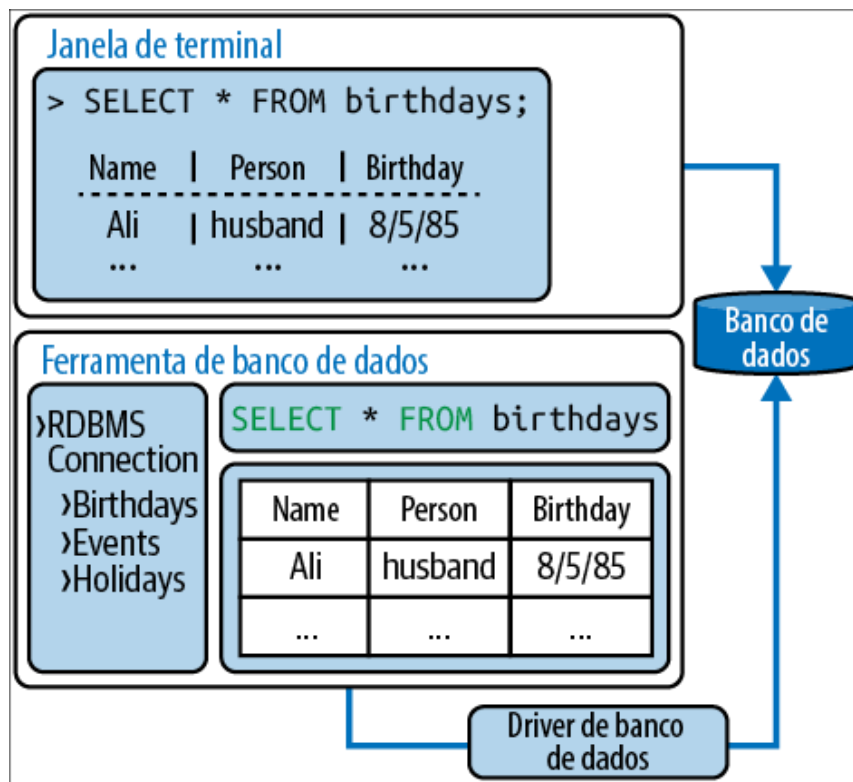 Janela de terminal
> SELECT * FROM birthdays;
Name | Person | Birthday
Ali | husband | 8/5/85
... ... ...
Banco de
dados
Ferramenta de banco de dados
›RDBMS
Connection
›Birthdays
›Events
›Holidays
SELECT * FROM birthdays
Name Person Birthday
Ali husband 8/5/85
... ... ...
Driver de banco
de dados